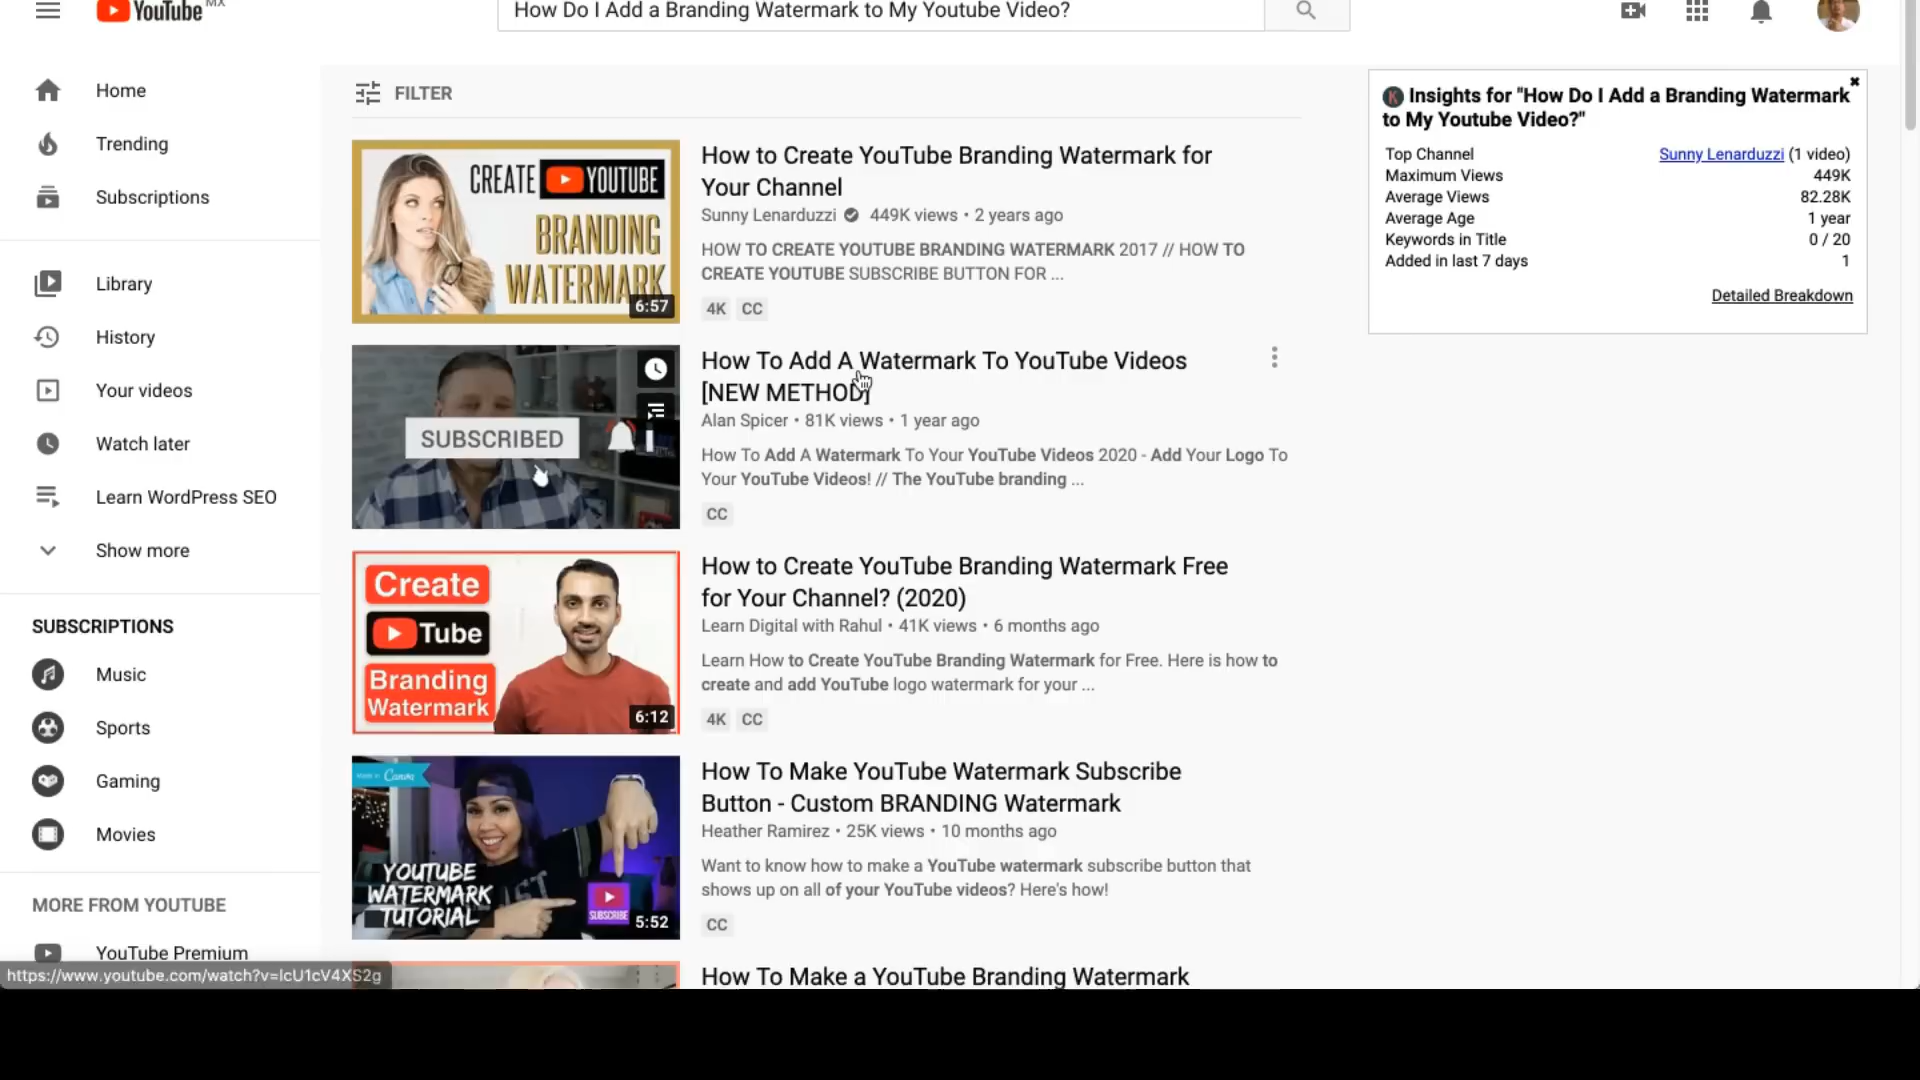 YouTube MX
How Do I Add a Branding Watermark to My Youtube Video?
Home
Trending
Subscriptions
Library
History
Your videos
Watch later
Learn WordPress SEO
Show more
SUBSCRIPTIONS
Music
Sports
Gaming
Movies
MORE FROM YOUTUBE
YouTube Premium
https://www.youtube.com/watch?v=lcU1cV4XS2g
FILTER
CREATE YOUTUBE
BRANDING
WATERMARK
6:57
How to Create YouTube Branding Watermark for
Your Channel
Sunny Lenarduzzi 449K views • 2 years ago
HOW TO CREATE YOUTUBE BRANDING WATERMARK 2017 // HOW TO
CREATE YOUTUBE SUBSCRIBE BUTTON FOR ...
4K CC
SUBSCRIBED
How To Add A Watermark To YouTube Videos
[NEW METHOD]
Alan Spicer • 81K views • 1 year ago
How To Add A Watermark To Your YouTube Videos 2020 - Add Your Logo To
Your YouTube Videos! // The YouTube branding ...
CC
Create
Tube
Branding
Watermark
6:12
How to Create YouTube Branding Watermark Free
for Your Channel? (2020)
Learn Digital with Rahul • 41K views • 6 months ago
Learn How to Create YouTube Branding Watermark for Free. Here is how to
create and add YouTube logo watermark for your ...
4K CC
Canva
YOUTUBE
WATERMARK
TUTORIAL
SUBSCRIBE
5:52
How To Make YouTube Watermark Subscribe
Button - Custom BRANDING Watermark
Heather Ramirez • 25K views • 10 months ago
Want to know how to make a YouTube watermark subscribe button that
shows up on all of your YouTube videos? Here's how!
CC
How To Make a YouTube Branding Watermark
K Insights for "How Do I Add a Branding Watermark
to My Youtube Video?"
Top Channel Sunny Lenarduzzi (1 video)
Maximum Views 449K
Average Views 82.28K
Average Age 1 year
Keywords in Title 0 / 20
Added in last 7 days 1
Detailed Breakdown